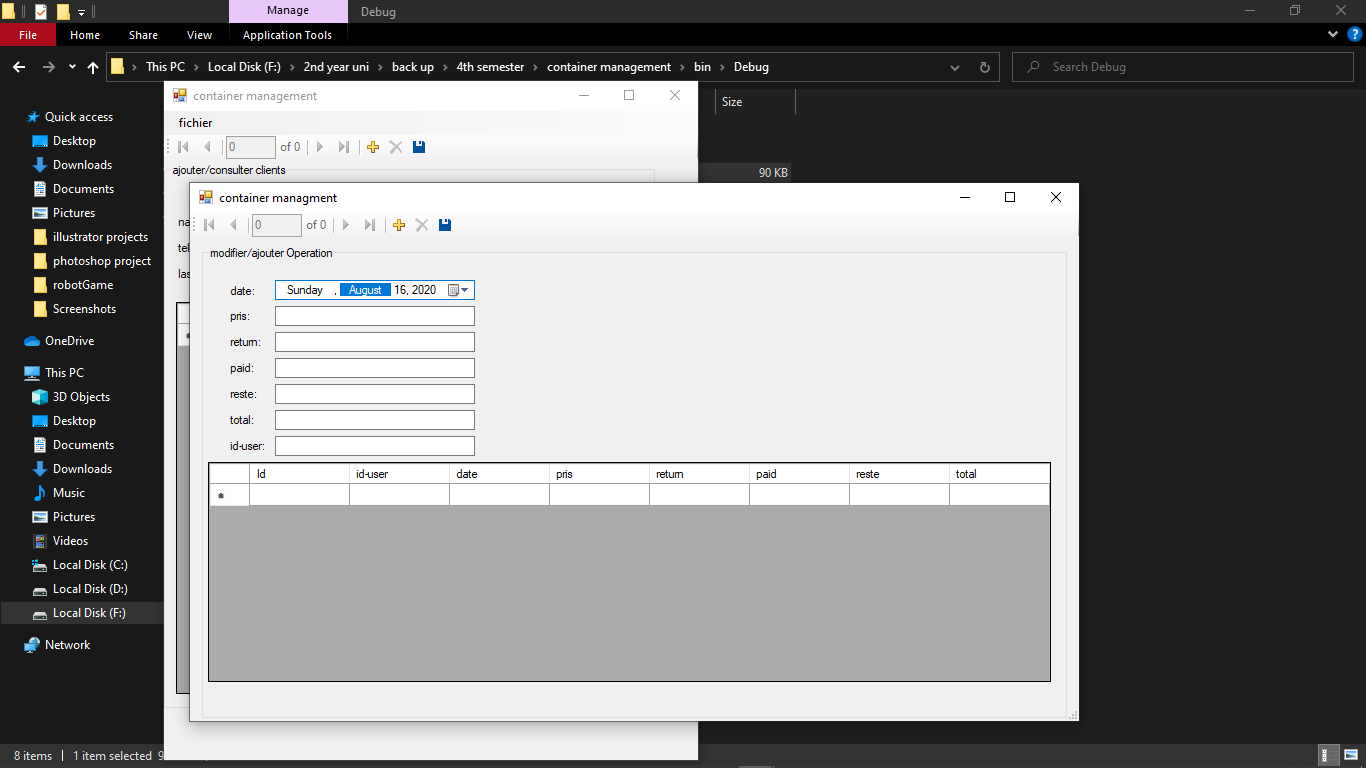 Manage
Debug
File
Home
Share
View
Application Tools
This PC
Local Disk (F:)
2nd year uni
back up
4th semester
container management
bin
Debug
Search Debug
Quick access
Desktop
Downloads
Documents
Pictures
illustrator projects
photoshop project
robotGame
Screenshots
OneDrive
This PC
3D Objects
Desktop
Documents
Downloads
Music
Pictures
Videos
Local Disk (C:)
Local Disk (D:)
Local Disk (F:)
Network
Size
90 KB
container management
fichier
0 of 0
ajouter/consulter clients
na
tel
las
container managment
0 of 0
modifier/ajouter Operation
date: Sunday , August 16, 2020
pris:
return:
paid:
reste:
total:
id-user:
Id id-user date pris return paid reste total
8 items 1 item selected 9